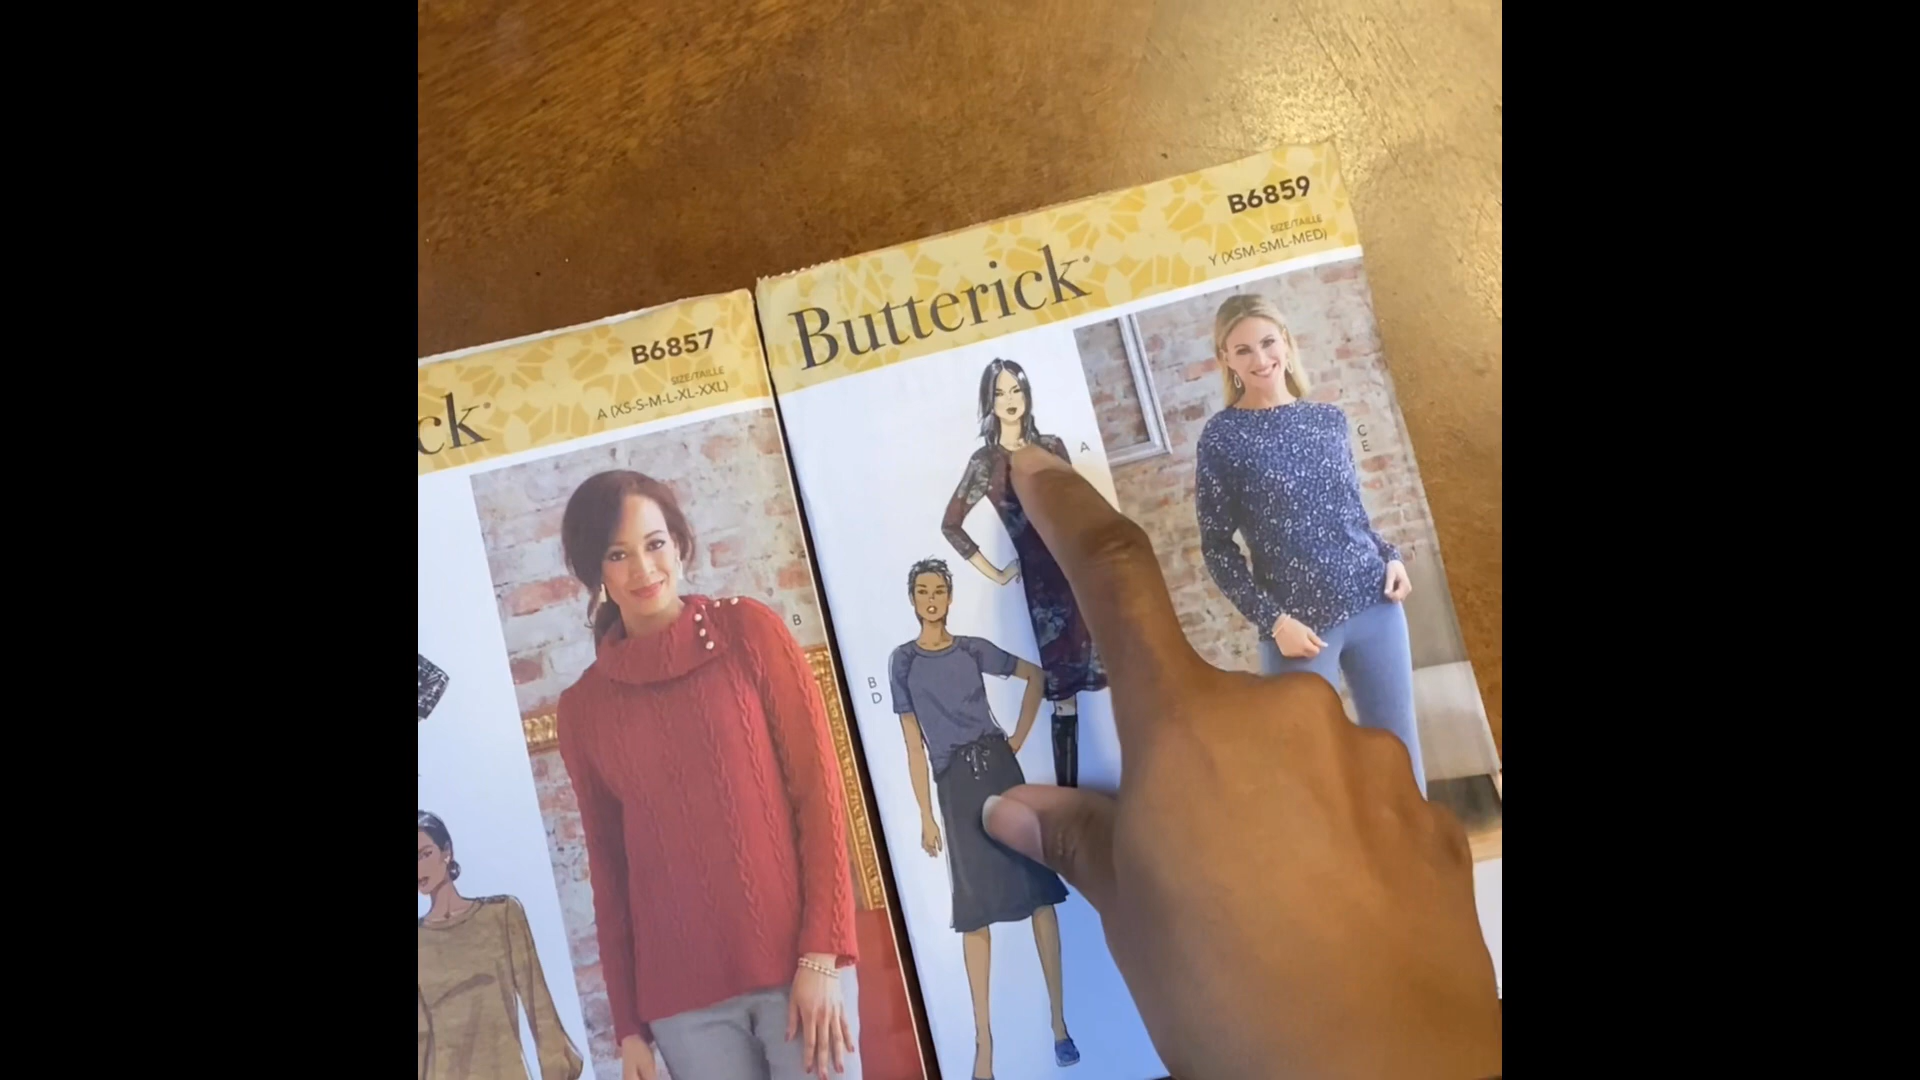 ck
B6857
SIZE/TAILLE
A (XS-S-M-L-XL-XXL)
B
Butterick
B6859
SIZE/TAILLE
Y (XSM-SML-MED)
A
B
D
C
E